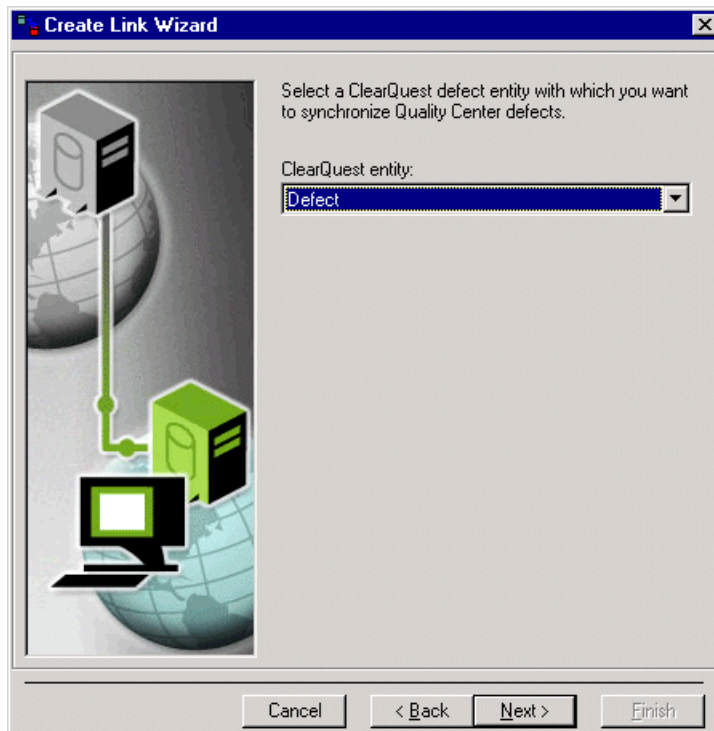 Create Link Wizard
Select a ClearQuest defect entity with which you want
to synchronize Quality Center defects.
ClearQuest entity:
Defect
Cancel
< Back
Next >
Finish